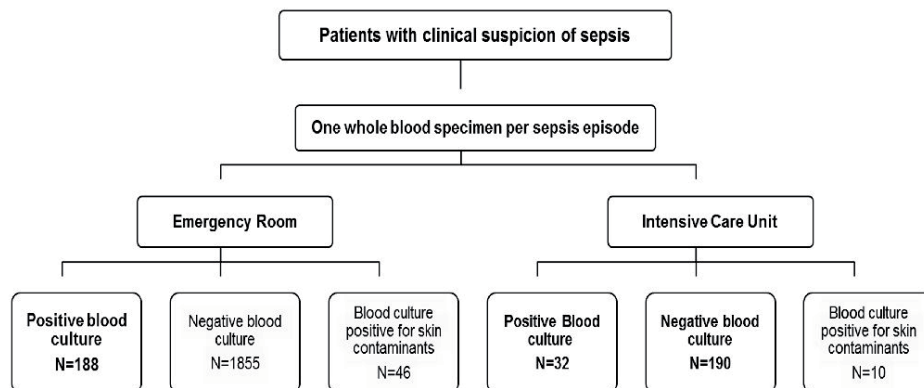 Patients with clinical suspicion of sepsis
One whole blood specimen per sepsis episode
Emergency Room
Intensive Care Unit
Positive blood
culture
N=188
Negative blood
culture
N=1855
Blood culture
positive for skin
contaminants
N=46
Positive Blood
culture
N=32
Negative blood
culture
N=190
Blood culture
positive for skin
contaminants
N=10